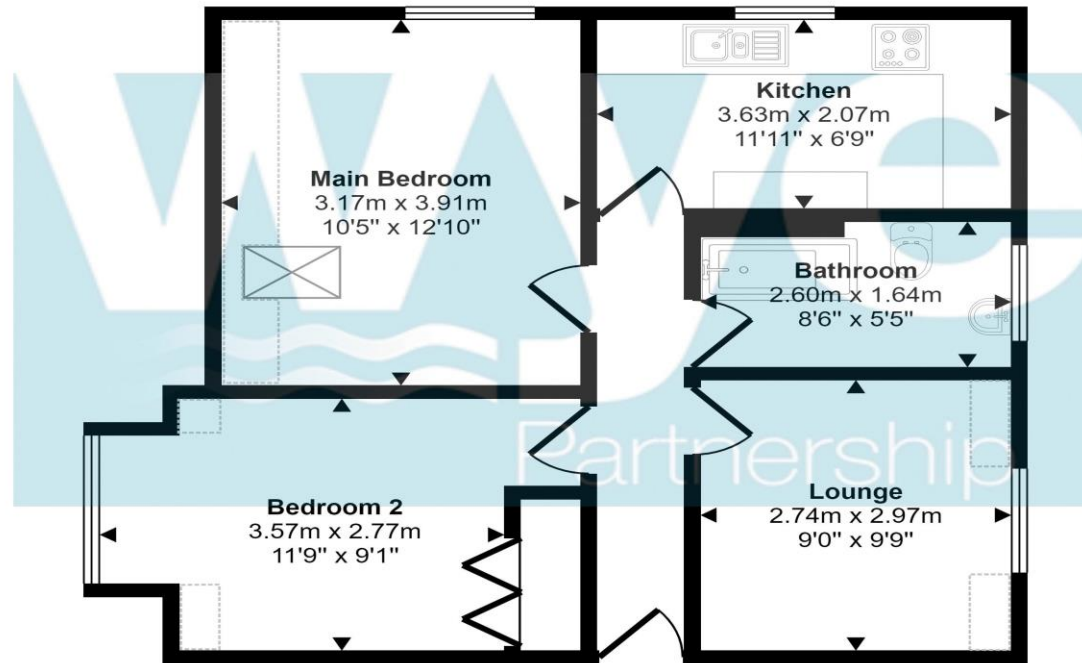 Wave
Partnership
Main Bedroom
3.17m x 3.91m
10'5" x 12'10"
Kitchen
3.63m x 2.07m
11'11" x 6'9"
Bathroom
2.60m x 1.64m
8'6" x 5'5"
Bedroom 2
3.57m x 2.77m
11'9" x 9'1"
Lounge
2.74m x 2.97m
9'0" x 9'9"